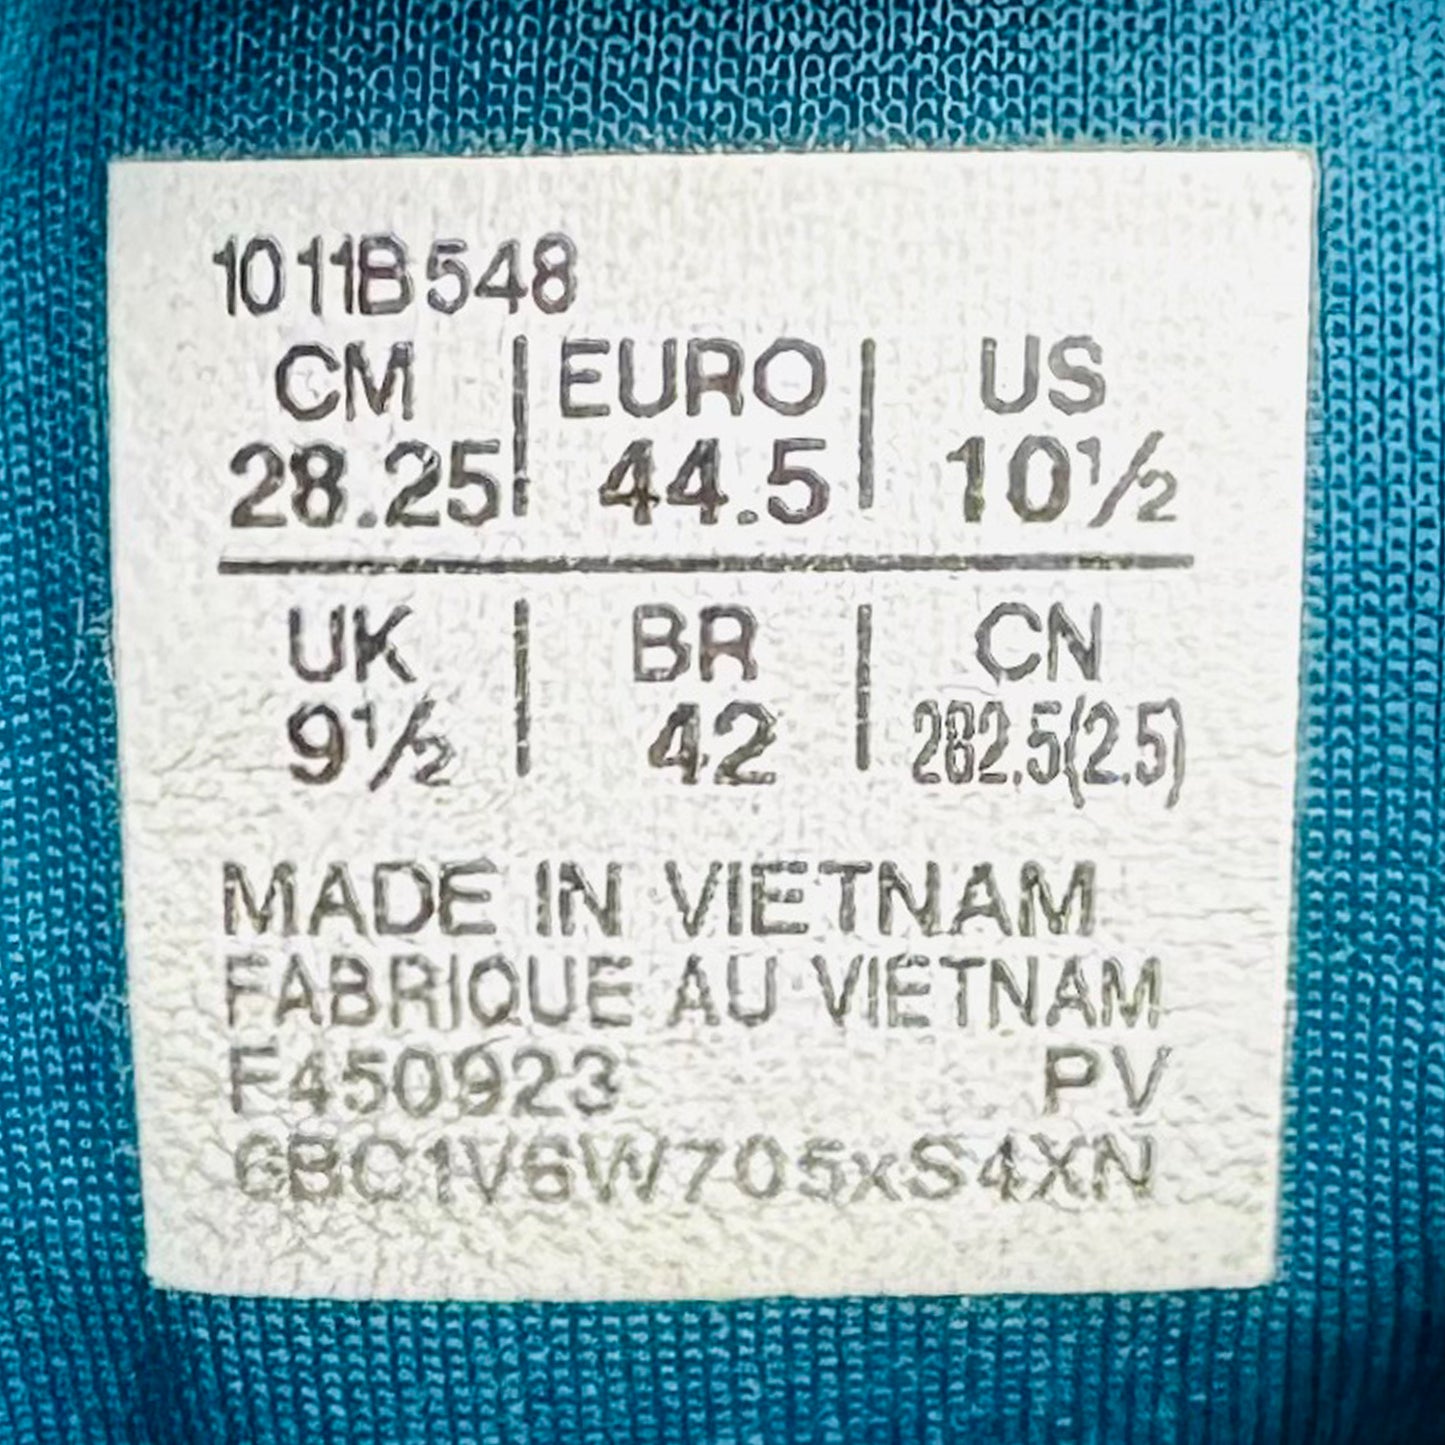 1011B548
CM | EURO | US
28.25 | 44.5 | 10½
UK | BR | CN
9½ | 42 | 282.5(2.5)
MADE IN VIETNAM
FABRIQUE AU VIETNAM
F450923 PV
6BC1V6W705xS4XN